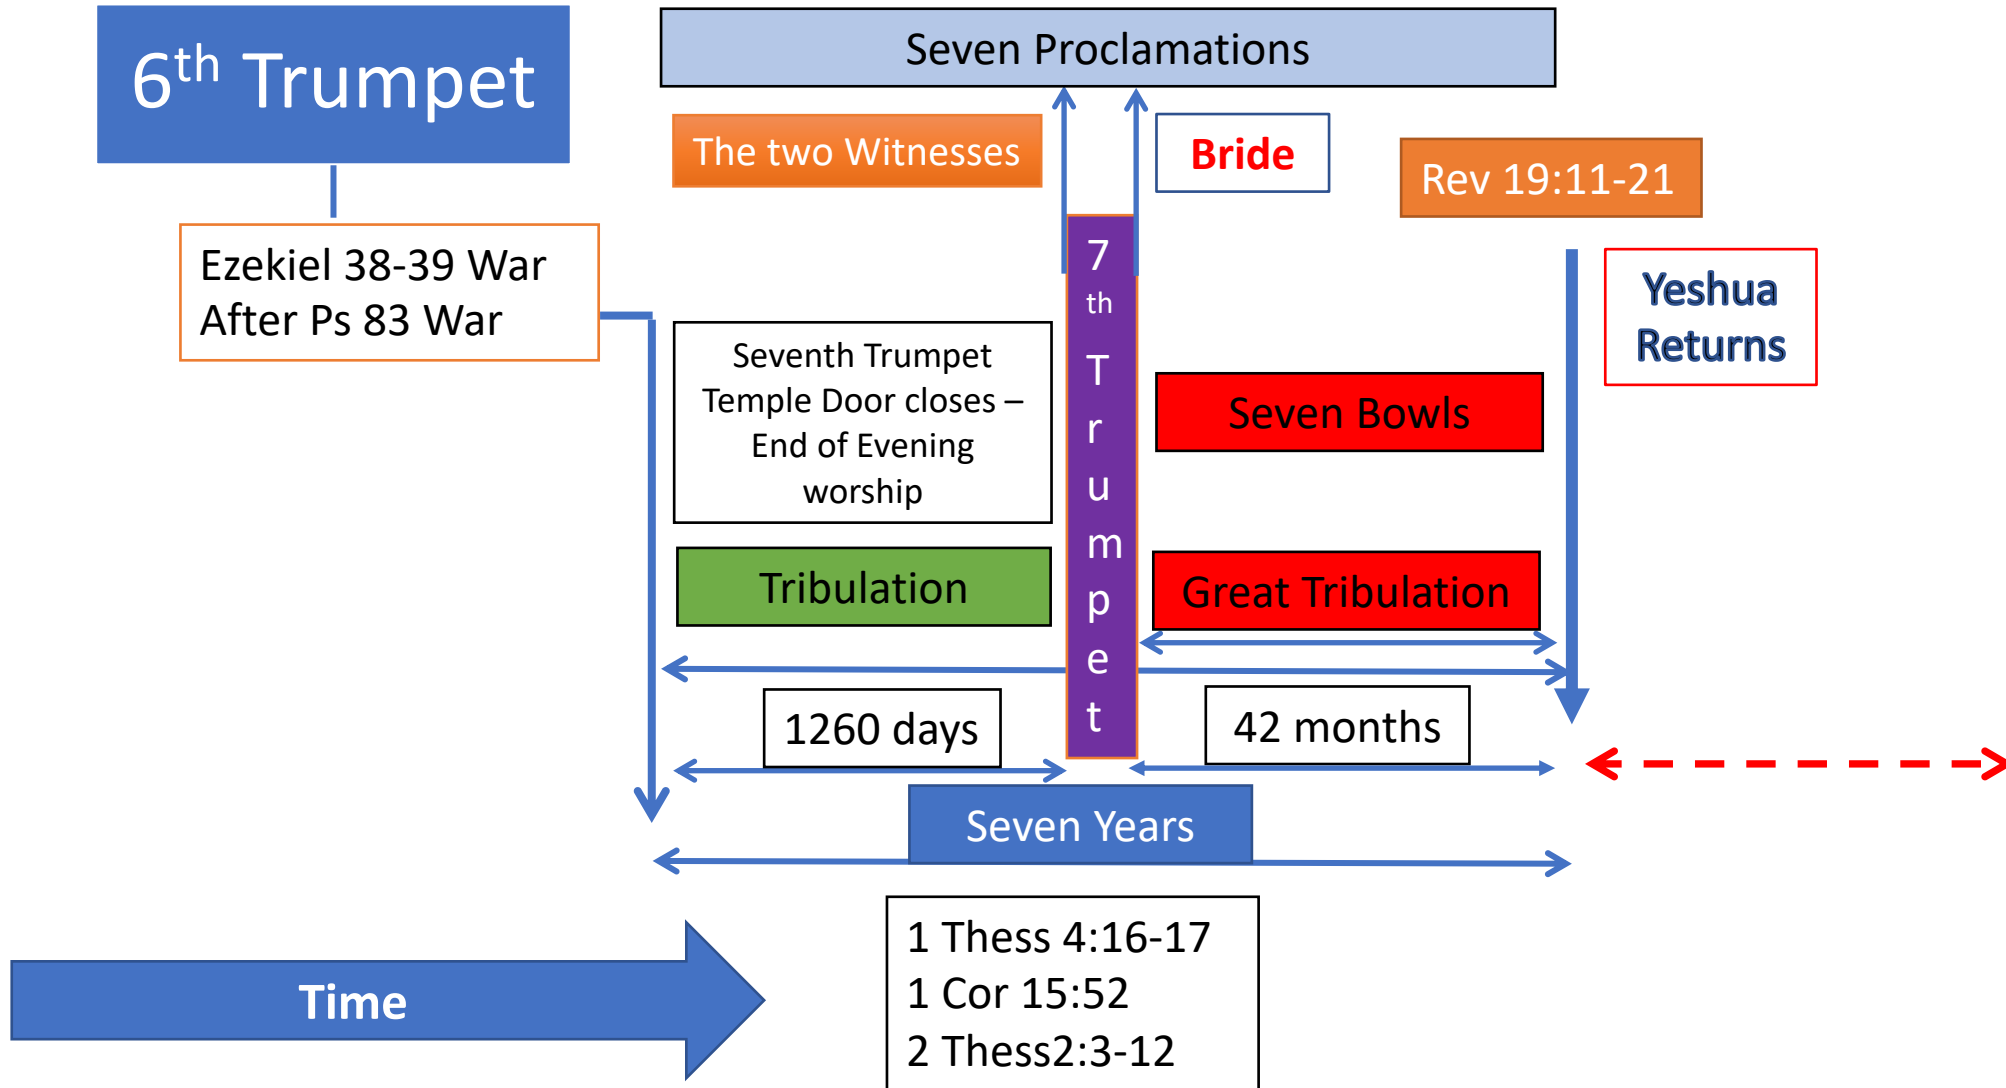 6th Trumpet
Seven Proclamations
The two Witnesses
Bride
Rev 19:11-21
Ezekiel 38-39 War
After Ps 83 War
Yeshua
Returns
Seventh Trumpet
Temple Door closes –
End of Evening
worship
7
th
T
r
u
m
p
e
t
Seven Bowls
Tribulation
Great Tribulation
1260 days
42 months
Seven Years
Time
1 Thess 4:16-17
1 Cor 15:52
2 Thess2:3-12